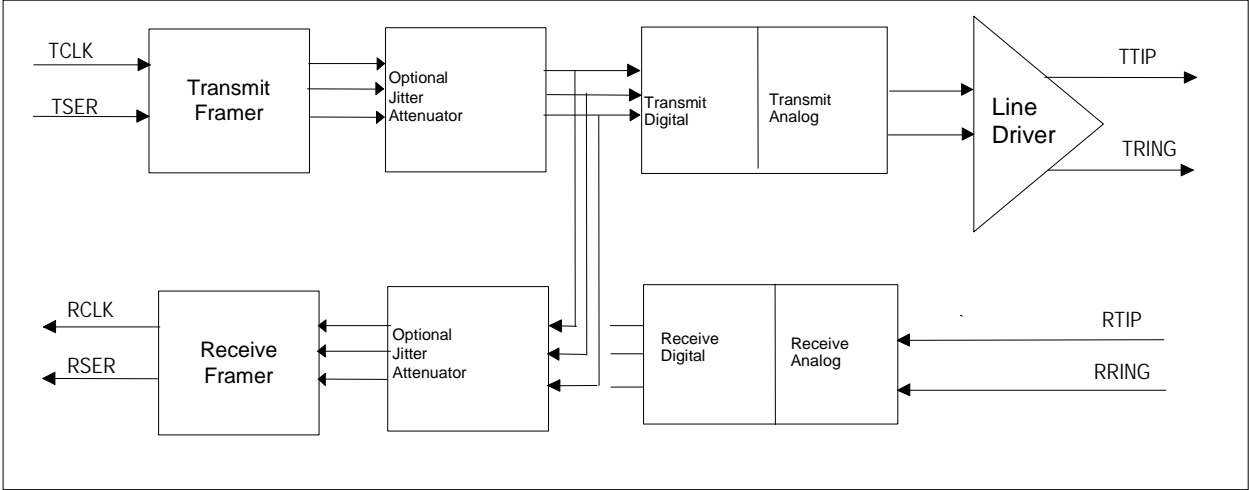 TCLK
TSER
Transmit
Framer
Optional
Jitter
Attenuator
Transmit
Digital
Transmit
Analog
Line
Driver
TTIP
TRING
RCLK
RSER
Receive
Framer
Optional
Jitter
Attenuator
Receive
Digital
Receive
Analog
RTIP
RRING